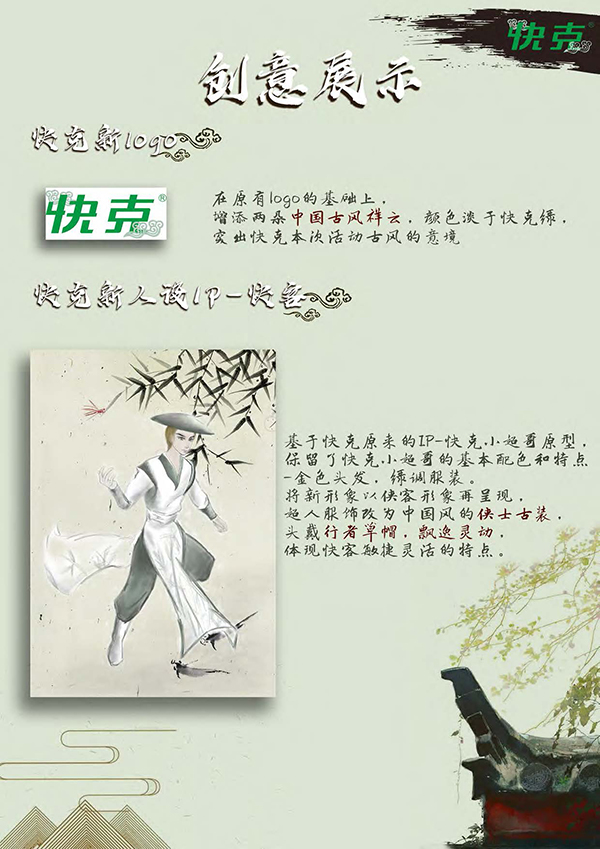 快克
创意展示
快克新logo
快克®
在原有logo的基础上，
增添两朵中国古风祥云，颜色淡于快克绿，
突出快克本次活动古风的意境
快克新人设IP-快客
基于快克原来的IP-快克小超哥原型，
保留了快克小超哥的基本配色和特点
-金色头发，绿调服装。
将新形象以侠客形象再呈现，
超人服饰改为中国风的侠士古装，
头戴行者草帽，飘逸灵动，
体现快客敏捷灵活的特点。